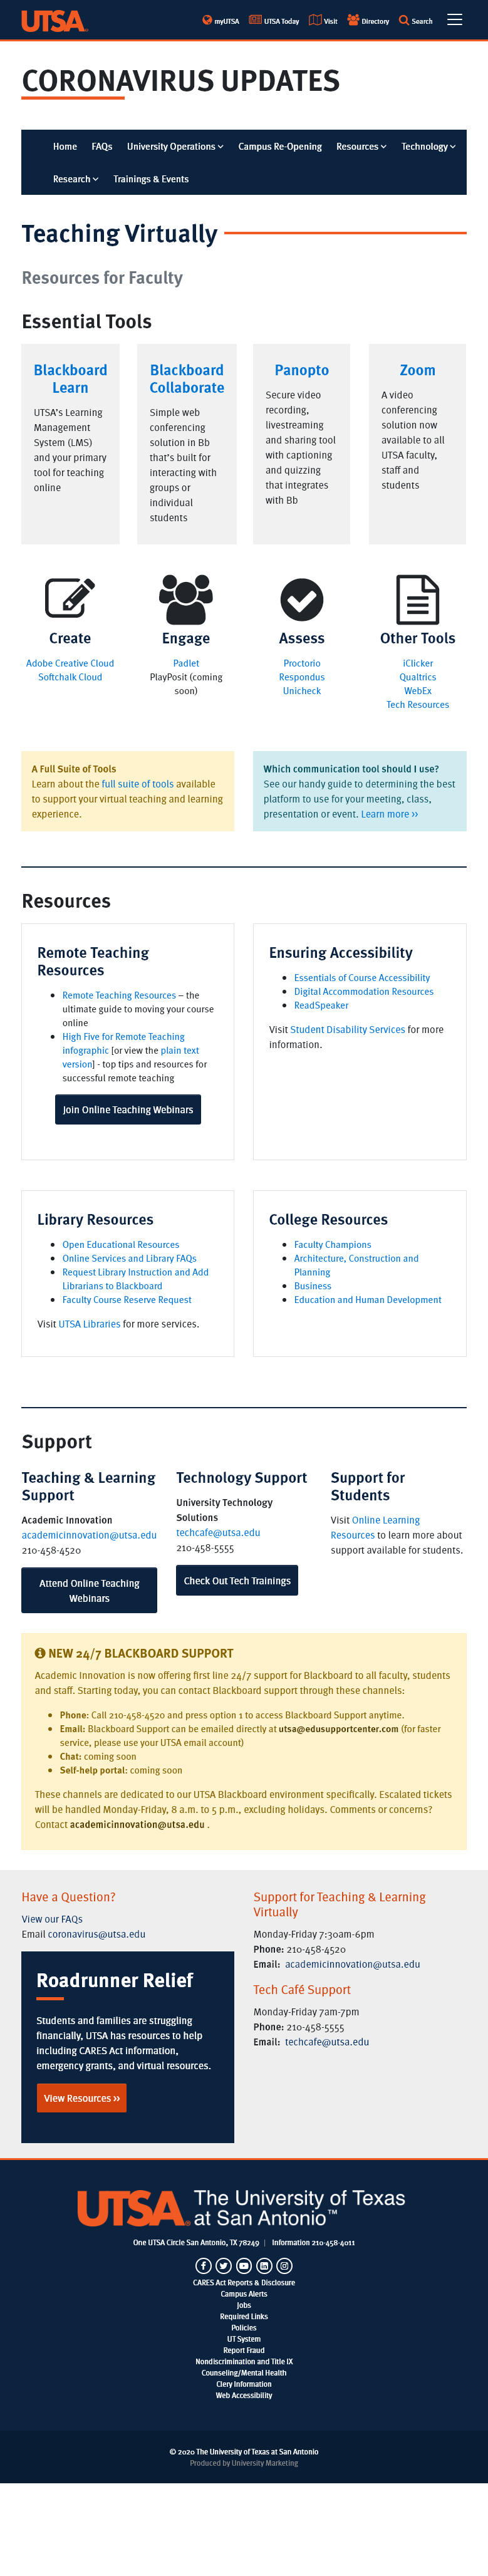 UTSA
myUTSA UTSA Today Visit Directory Search
CORONAVIRUS UPDATES
Home FAQs University Operations Campus Re-Opening Resources Technology
Research Trainings & Events
Teaching Virtually
Resources for Faculty
Essential Tools
Blackboard
Learn
UTSA's Learning
Management
System (LMS)
and your primary
tool for teaching
online
Blackboard
Collaborate
Simple web
conferencing
solution in Bb
that's built for
interacting with
groups or
individual
students
Panopto
Secure video
recording,
livestreaming
and sharing tool
with captioning
and quizzing
that integrates
with Bb
Zoom
A video
conferencing
solution now
available to all
UTSA faculty,
staff and
students
Create
Adobe Creative Cloud
Softchalk Cloud
Engage
Padlet
PlayPosit (coming
soon)
Assess
Proctorio
Respondus
Unicheck
Other Tools
iClicker
Qualtrics
WebEx
Tech Resources
A Full Suite of Tools
Learn about the full suite of tools available
to support your virtual teaching and learning
experience.
Which communication tool should I use?
See our handy guide to determining the best
platform to use for your meeting, class,
presentation or event. Learn more »
Resources
Remote Teaching
Resources
• Remote Teaching Resources – the
ultimate guide to moving your course
online
• High Five for Remote Teaching
infographic [or view the plain text
version] - top tips and resources for
successful remote teaching
Join Online Teaching Webinars
Ensuring Accessibility
• Essentials of Course Accessibility
• Digital Accommodation Resources
• ReadSpeaker
Visit Student Disability Services for more
information.
Library Resources
• Open Educational Resources
• Online Services and Library FAQs
• Request Library Instruction and Add
Librarians to Blackboard
• Faculty Course Reserve Request
Visit UTSA Libraries for more services.
College Resources
• Faculty Champions
• Architecture, Construction and
Planning
• Business
• Education and Human Development
Support
Teaching & Learning
Support
Academic Innovation
academicinnovation@utsa.edu
210-458-4520
Attend Online Teaching
Webinars
Technology Support
University Technology
Solutions
techcafe@utsa.edu
210-458-5555
Check Out Tech Trainings
Support for
Students
Visit Online Learning
Resources to learn more about
support available for students.
NEW 24/7 BLACKBOARD SUPPORT
Academic Innovation is now offering first line 24/7 support for Blackboard to all faculty, students
and staff. Starting today, you can contact Blackboard support through these channels:
• Phone: Call 210-458-4520 and press option 1 to access Blackboard Support anytime.
• Email: Blackboard Support can be emailed directly at utsa@edusupportcenter.com (for faster
service, please use your UTSA email account)
• Chat: coming soon
• Self-help portal: coming soon
These channels are dedicated to our UTSA Blackboard environment specifically. Escalated tickets
will be handled Monday-Friday, 8 a.m. to 5 p.m., excluding holidays. Comments or concerns?
Contact academicinnovation@utsa.edu .
Have a Question?
View our FAQs
Email coronavirus@utsa.edu
Roadrunner Relief
Students and families are struggling
financially, UTSA has resources to help
including CARES Act information,
emergency grants, and virtual resources.
View Resources »
Support for Teaching & Learning
Virtually
Monday-Friday 7:30am-6pm
Phone: 210-458-4520
Email: academicinnovation@utsa.edu
Tech Café Support
Monday-Friday 7am-7pm
Phone: 210-458-5555
Email: techcafe@utsa.edu
UTSA. The University of Texas
at San Antonio™
One UTSA Circle San Antonio, TX 78249 | Information 210-458-4011
CARES Act Reports & Disclosure
Campus Alerts
Jobs
Required Links
Policies
UT System
Report Fraud
Nondiscrimination and Title IX
Counseling/Mental Health
Clery Information
Web Accessibility
© 2020 The University of Texas at San Antonio
Produced by University Marketing